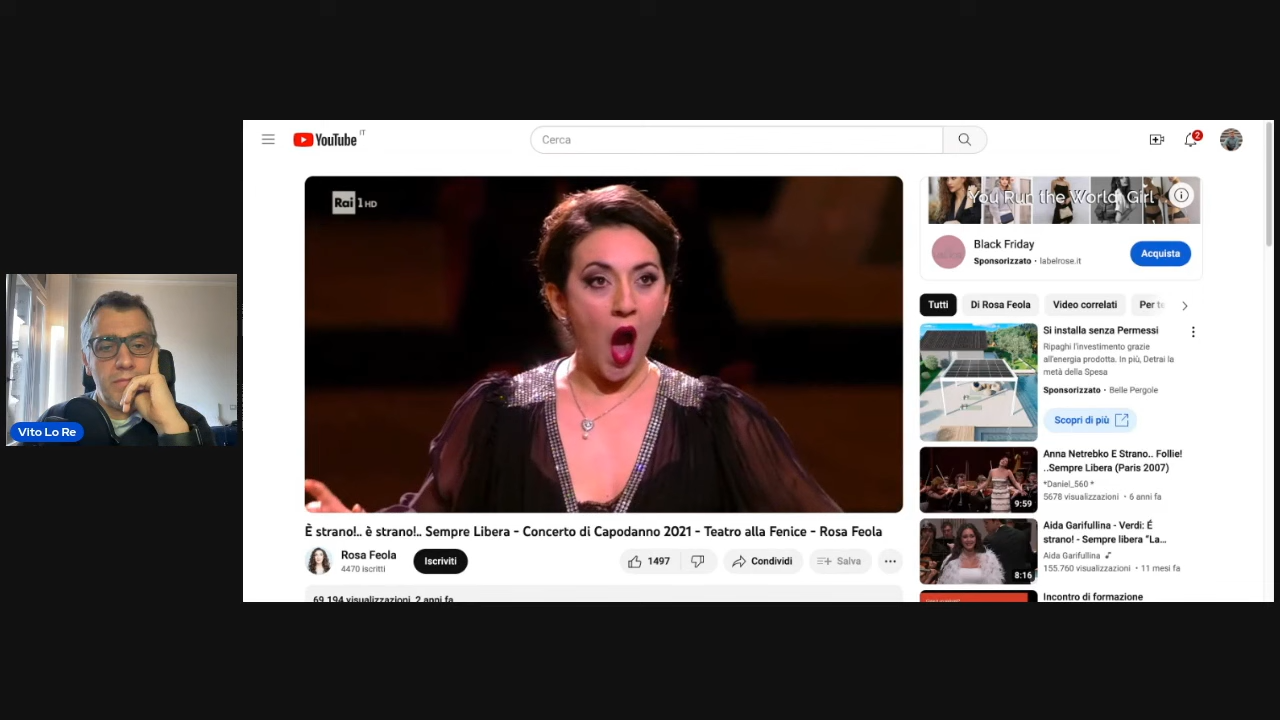 YouTube IT
Cerca
2
Rai 1 HD
You Run the World, Girl
Black Friday
Sponsorizzato · labelrose.it
Acquista
Tutti
Di Rosa Feola
Video correlati
Si installa senza Permessi
Ripaghi l'investimento grazie
all'energia prodotta. In più, Detrai la
metà della Spesa
Sponsorizzato · Belle Pergole
Scopri di più
Vito Lo Re
Anna Netrebko E Strano.. Follie!
..Sempre Libera (Paris 2007)
*Daniel_560 *
5678 visualizzazioni · 6 anni fa
9:59
È strano!.. è strano!.. Sempre Libera - Concerto di Capodanno 2021 - Teatro alla Fenice - Rosa Feola
Rosa Feola
4470 iscritti
Iscriviti
1497
Condividi
Salva
Aida Garifullina - Verdi: É
strano! - Sempre libera "La...
Aida Garifullina
155.760 visualizzazioni · 11 mesi fa
8:16
69.194 visualizzazioni 2 anni fa
Incontro di formazione